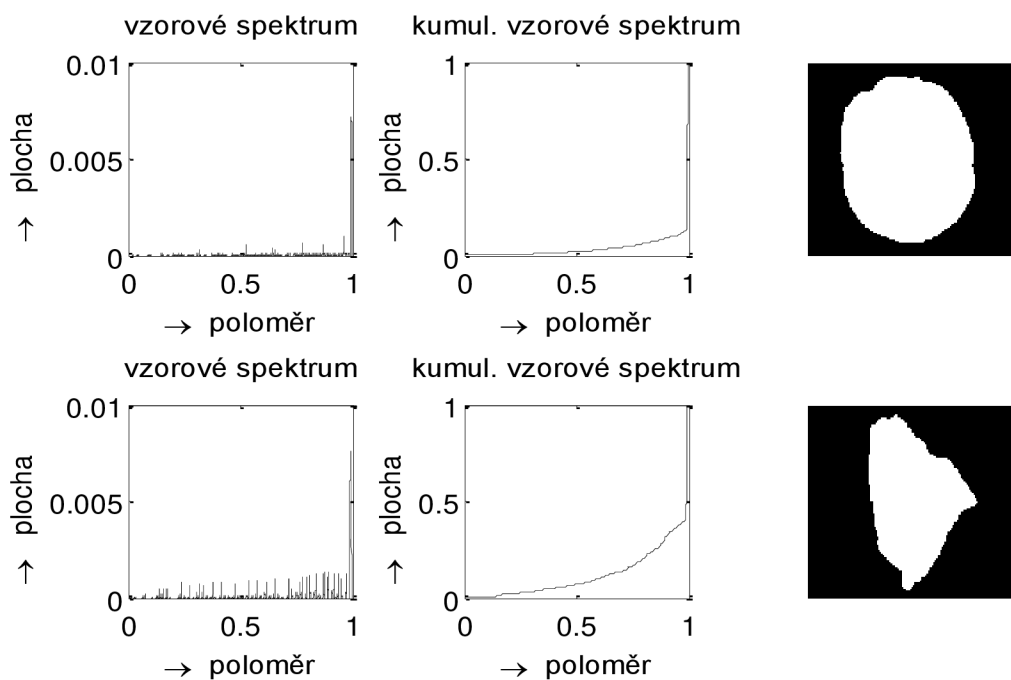 vzorové spektrum
kumul. vzorové spektrum
0.01
0.005
0
0 0.5 1
→ plocha
→ poloměr
1
0.5
0
0 0.5 1
→ plocha
→ poloměr
vzorové spektrum
kumul. vzorové spektrum
0.01
0.005
0
0 0.5 1
→ plocha
→ poloměr
1
0.5
0
0 0.5 1
→ plocha
→ poloměr